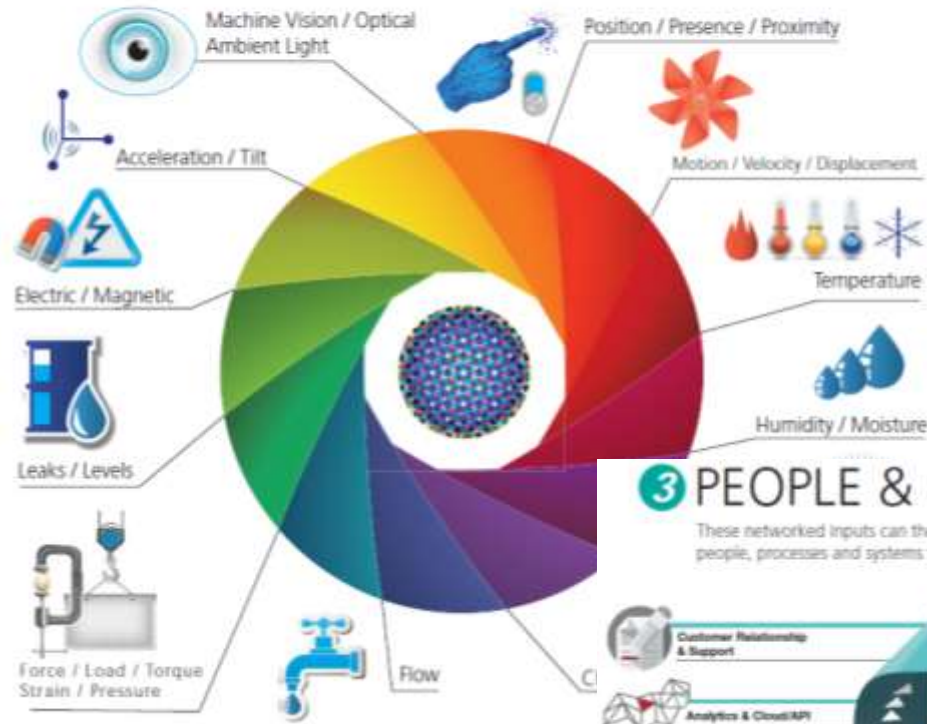 Machine Vision / Optical
Ambient Light
Position / Presence / Proximity
Acceleration / Tilt
Motion / Velocity / Displacement
Electric / Magnetic
Temperature
Leaks / Levels
Humidity / Moisture
Force / Load / Torque
Strain / Pressure
Flow
C
3 PEOPLE &
These networked inputs can th
people, processes and systems
Customer Relationship
& Support
Analytics & Cloud/API